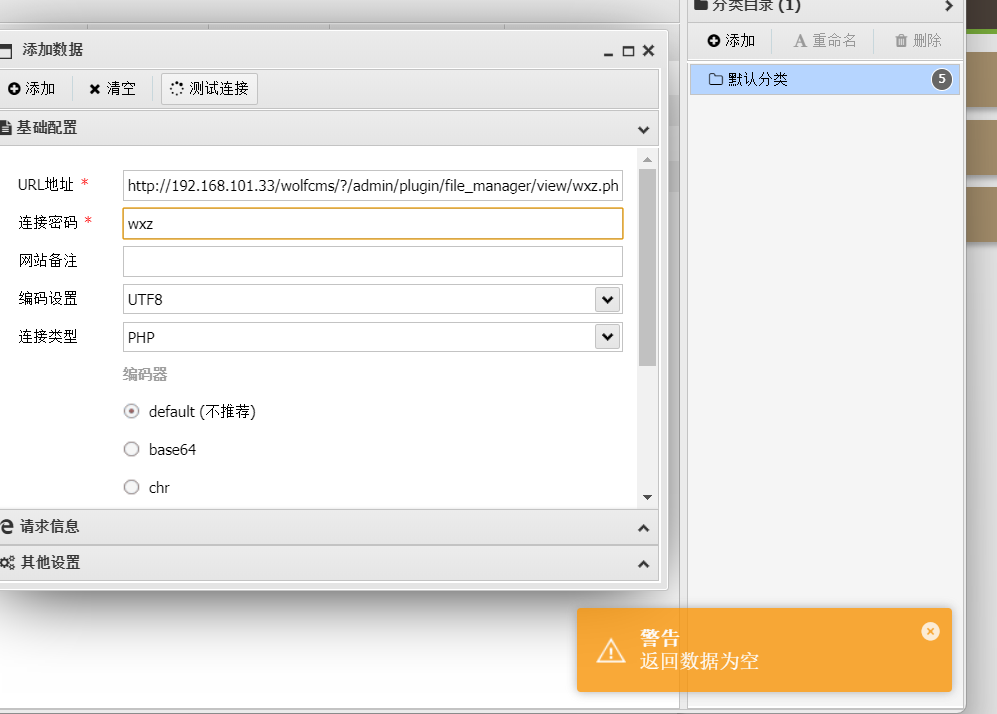 分类目录 (1)
添加 重命名 删除
默认分类 5
添加数据
添加 清空 测试连接
基础配置
URL地址 * http://192.168.101.33/wolfcms/?/admin/plugin/file_manager/view/wxz.ph
连接密码 * wxz
网站备注
编码设置 UTF8
连接类型 PHP
编码器
default (不推荐)
base64
chr
请求信息
其他设置
警告
返回数据为空